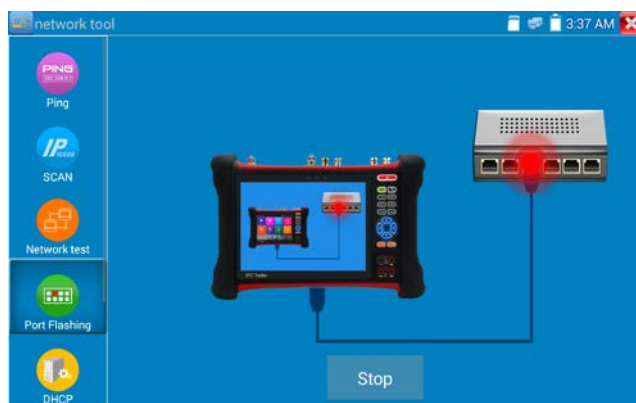 network tool
3:37 AM
PING
Ping
IP
SCAN
Network test
Port Flashing
DHCP
IPC Tester
Stop